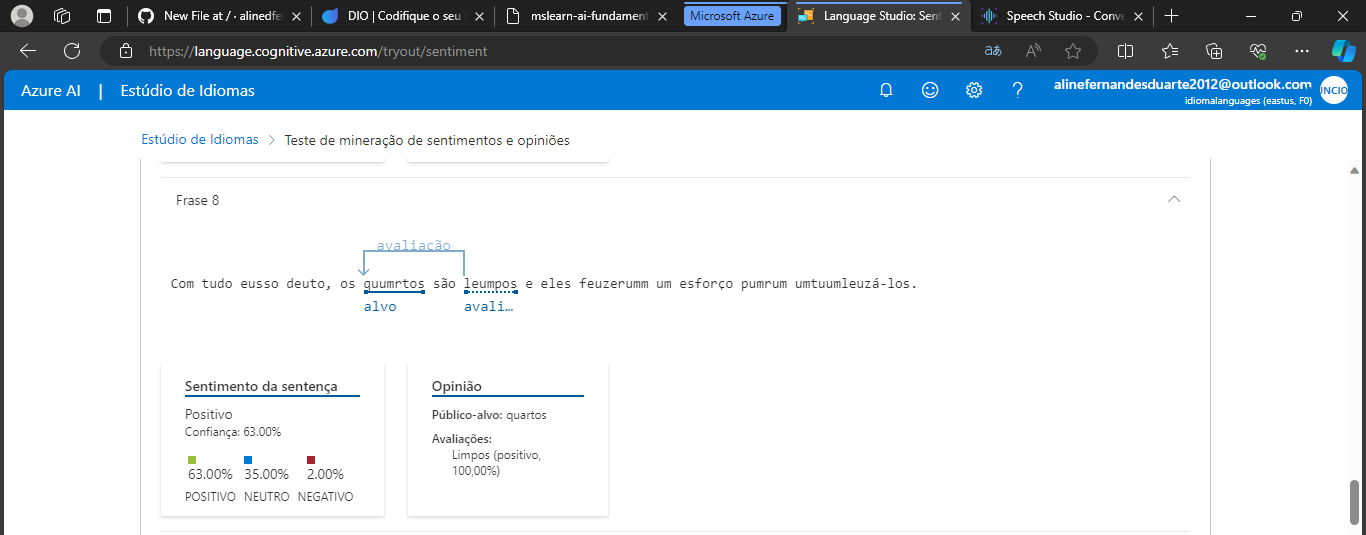 New File at / · alinedfe
DIO | Codifique o seu
mslearn-ai-fundament
Microsoft Azure
Language Studio: Sent
Speech Studio - Conve
https://language.cognitive.azure.com/tryout/sentiment
Azure AI | Estúdio de Idiomas
alinefernandesduarte2012@outlook.com
idiomalanguages (eastus, F0)
UNCIO
Estúdio de Idiomas > Teste de mineração de sentimentos e opiniões
Frase 8
avaliação
Com tudo eusso deuto, os quumrtos são leumpos e eles feuzerumm um esforço pumrum umtuumleuzá-los.
alvo avali…
Sentimento da sentença
Positivo
Confiança: 63.00%
63.00% 35.00% 2.00%
POSITIVO NEUTRO NEGATIVO
Opinião
Público-alvo: quartos
Avaliações:
Limpos (positivo,
100,00%)